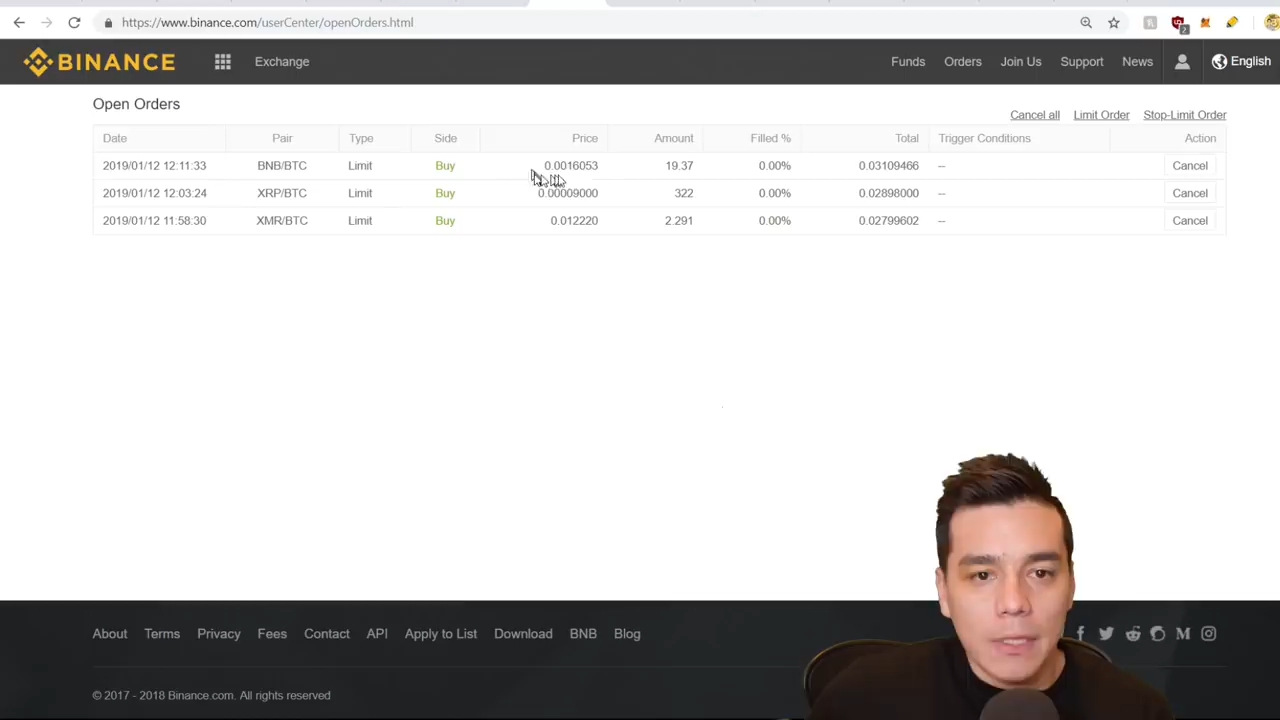 https://www.binance.com/userCenter/openOrders.html
2
BINANCE Exchange Funds Orders Join Us Support News English
Open Orders
Cancel all Limit Order Stop-Limit Order
Date Pair Type Side Price Amount Filled % Total Trigger Conditions Action
2019/01/12 12:11:33 BNB/BTC Limit Buy 0.0016053 19.37 0.00% 0.03109466 -- Cancel
2019/01/12 12:03:24 XRP/BTC Limit Buy 0.00009000 322 0.00% 0.02898000 -- Cancel
2019/01/12 11:58:30 XMR/BTC Limit Buy 0.012220 2.291 0.00% 0.02799602 -- Cancel
About Terms Privacy Fees Contact API Apply to List Download BNB Blog
© 2017 - 2018 Binance.com. All rights reserved